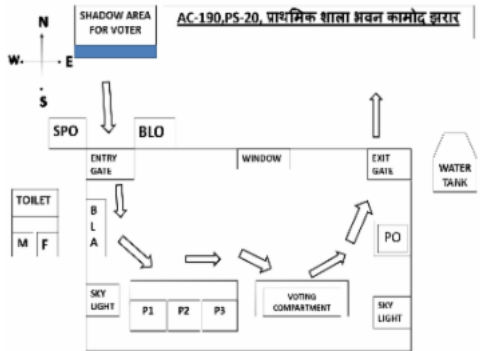 SHADOW AREA
FOR VOTER
AC-190,PS-20, प्राथमिक शाला भवन कामोद झरार
N
W
E
S
SPO
BLO
ENTRY
GATE
WINDOW
EXIT
GATE
WATER
TANK
TOILET
M F
B
L
A
PO
SKY
LIGHT
P1 P2 P3
VOTING
COMPARTMENT
SKY
LIGHT